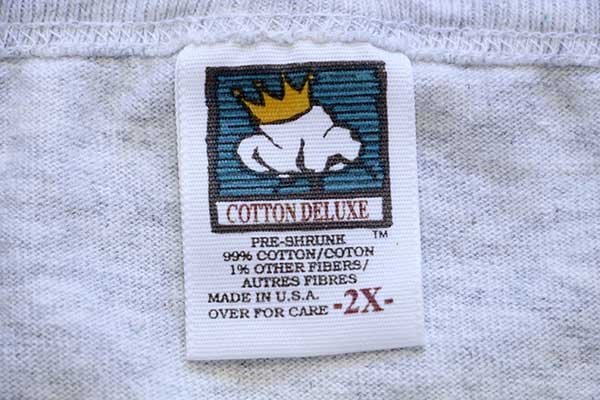 COTTON DELUXE
TM
PRE-SHRUNK
99% COTTON/COTON
1% OTHER FIBERS/
AUTRES FIBRES
MADE IN U.S.A.
OVER FOR CARE -2X-